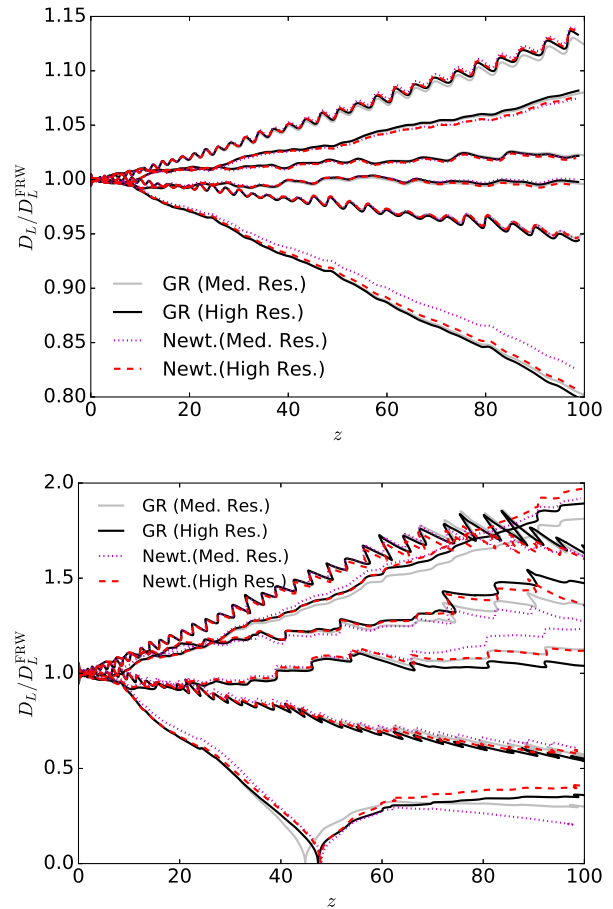 1.15
1.10
1.05
1.00
0.95
0.90
0.85
0.80
D_L/D_L^FRW
GR (Med. Res.)
GR (High Res.)
Newt.(Med. Res.)
Newt.(High Res.)
0 20 40 60 80 100
z
2.0
1.5
1.0
0.5
0.0
D_L/D_L^FRW
GR (Med. Res.)
GR (High Res.)
Newt.(Med. Res.)
Newt.(High Res.)
0 20 40 60 80 100
z